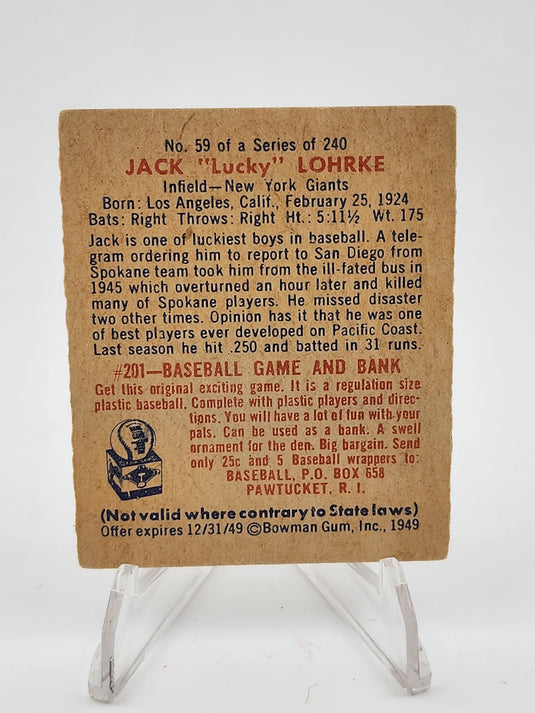 No. 59 of a Series of 240
JACK "Lucky" LOHRKE
Infield—New York Giants
Born: Los Angeles, Calif., February 25, 1924
Bats: Right Throws: Right Ht.: 5:11½ Wt. 175
Jack is one of luckiest boys in baseball. A tele-
gram ordering him to report to San Diego from
Spokane team took him from the ill-fated bus in
1945 which overturned an hour later and killed
many of Spokane players. He missed disaster
two other times. Opinion has it that he was one
of best players ever developed on Pacific Coast.
Last season he hit .250 and batted in 31 runs.
#201—BASEBALL GAME AND BANK
Get this original exciting game. It is a regulation size
plastic baseball. Complete with plastic players and direc-
tions. You will have a lot of fun with your
pals. Can be used as a bank. A swell
ornament for the den. Big bargain. Send
only 25c and 5 Baseball wrappers to:
BASEBALL, P.O. BOX 658
PAWTUCKET, R. I.
(Not valid where contrary to State laws)
Offer expires 12/31/49 ©Bowman Gum, Inc., 1949